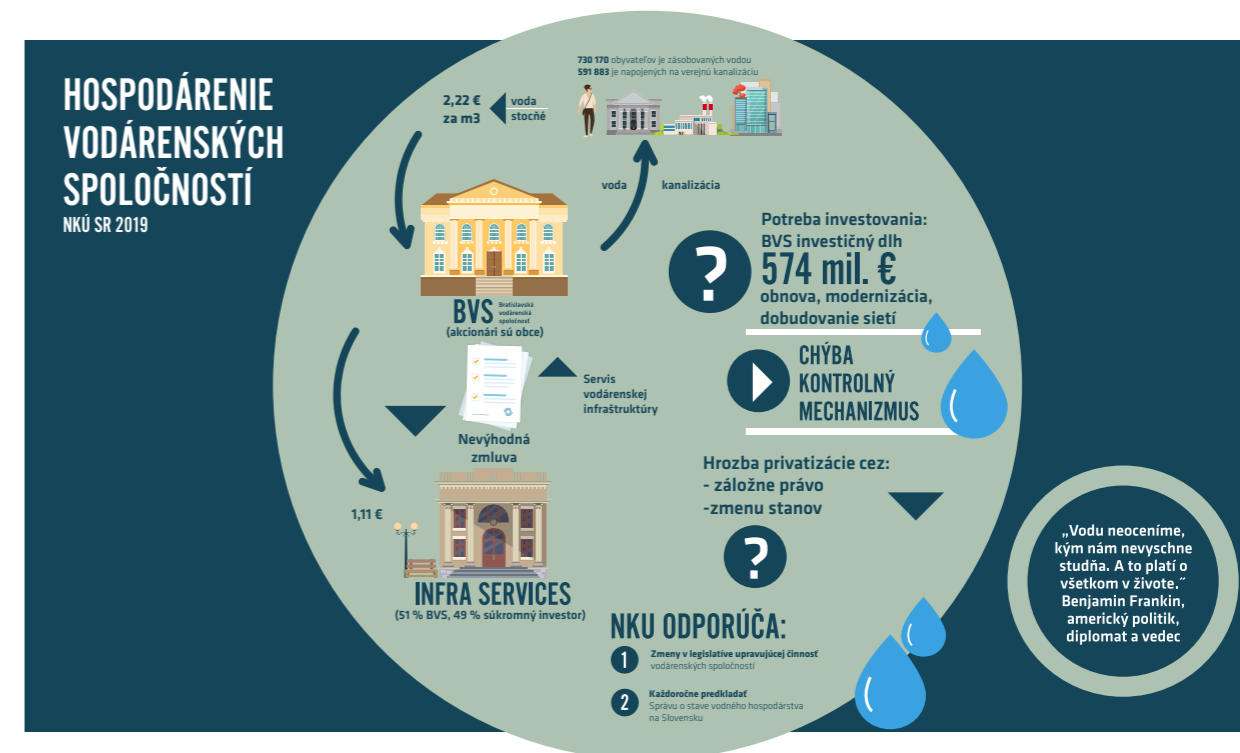 HOSPODÁRENIE
VODÁRENSKÝCH
SPOLOČNOSTÍ
NKÚ SR 2019
730 170 obyvateľov je zásobovaných vodou
591 883 je napojených na verejnú kanalizáciu
2,22 €
za m3
voda
stočńé
voda
kanalizácia
BVS
Bratislavská
vodárenská
spoločnosť
(akcionári sú obce)
Servis
vodárenskej
infraštruktúry
Nevýhodná
zmluva
1,11 €
INFRA SERVICES
(51 % BVS, 49 % súkromný investor)
Potreba investovania:
BVS investičný dlh
574 mil. €
obnova, modernizácia,
dobudovanie sietí
?
CHÝBA
KONTROLNÝ
MECHANIZMUS
Hrozba privatizácie cez:
- záložne právo
-zmenu stanov
?
NKU ODPORÚČA:
1
Zmeny v legislatíve upravujúcej činnosť
vodárenských spoločností
2
Každoročne predkladať
Správu o stave vodného hospodárstva
na Slovensku
„Vodu neoceníme,
kým nám nevyschne
studňa. A to platí o
všetkom v živote.˝
Benjamin Frankin,
americký politik,
diplomat a vedec